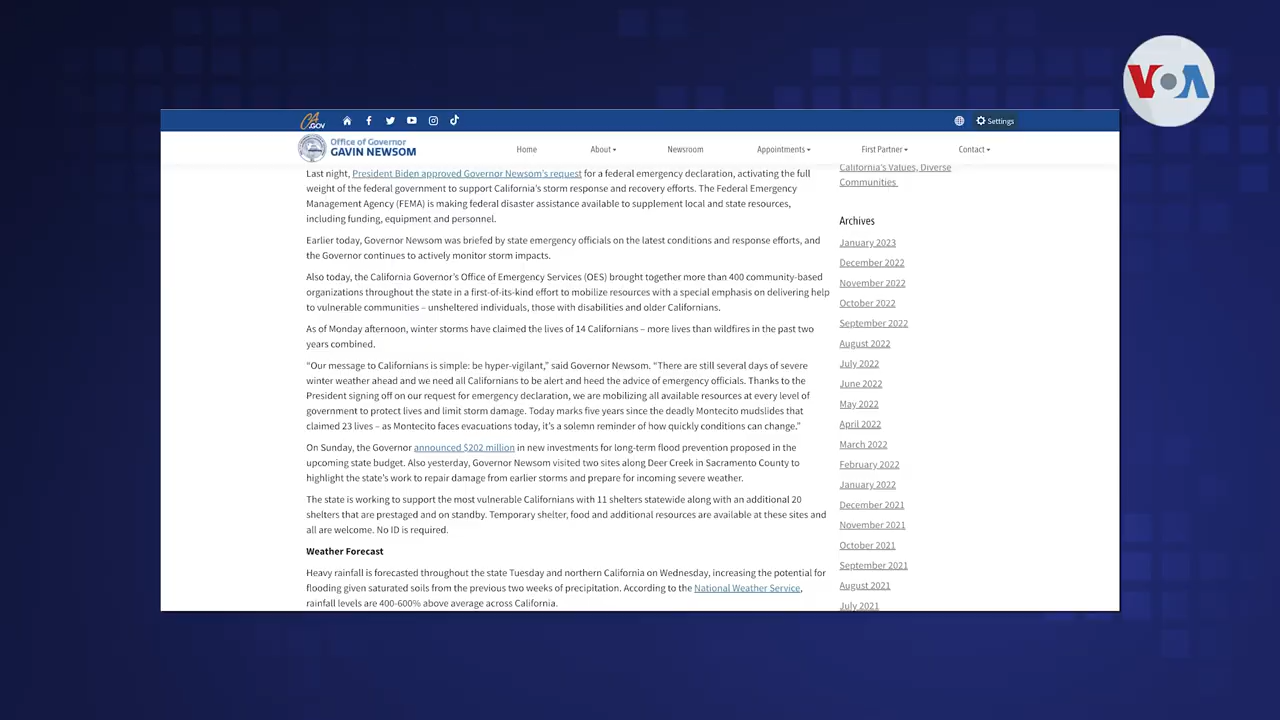 VOA
CA.GOV
Settings
Office of Governor
GAVIN NEWSOM
Home
About
Newsroom
Appointments
First Partner
Contact
Last night, President Biden approved Governor Newsom's request for a federal emergency declaration, activating the full
weight of the federal government to support California's storm response and recovery efforts. The Federal Emergency
Management Agency (FEMA) is making federal disaster assistance available to supplement local and state resources,
including funding, equipment and personnel.
Earlier today, Governor Newsom was briefed by state emergency officials on the latest conditions and response efforts, and
the Governor continues to actively monitor storm impacts.
Also today, the California Governor's Office of Emergency Services (OES) brought together more than 400 community-based
organizations throughout the state in a first-of-its-kind effort to mobilize resources with a special emphasis on delivering help
to vulnerable communities – unsheltered individuals, those with disabilities and older Californians.
As of Monday afternoon, winter storms have claimed the lives of 14 Californians – more lives than wildfires in the past two
years combined.
"Our message to Californians is simple: be hyper-vigilant," said Governor Newsom. "There are still several days of severe
winter weather ahead and we need all Californians to be alert and heed the advice of emergency officials. Thanks to the
President signing off on our request for emergency declaration, we are mobilizing all available resources at every level of
government to protect lives and limit storm damage. Today marks five years since the deadly Montecito mudslides that
claimed 23 lives – as Montecito faces evacuations today, it's a solemn reminder of how quickly conditions can change."
On Sunday, the Governor announced $202 million in new investments for long-term flood prevention proposed in the
upcoming state budget. Also yesterday, Governor Newsom visited two sites along Deer Creek in Sacramento County to
highlight the state's work to repair damage from earlier storms and prepare for incoming severe weather.
The state is working to support the most vulnerable Californians with 11 shelters statewide along with an additional 20
shelters that are prestaged and on standby. Temporary shelter, food and additional resources are available at these sites and
all are welcome. No ID is required.
Weather Forecast
Heavy rainfall is forecasted throughout the state Tuesday and northern California on Wednesday, increasing the potential for
flooding given saturated soils from the previous two weeks of precipitation. According to the National Weather Service,
rainfall levels are 400-600% above average across California.
California's Values, Diverse
Communities
Archives
January 2023
December 2022
November 2022
October 2022
September 2022
August 2022
July 2022
June 2022
May 2022
April 2022
March 2022
February 2022
January 2022
December 2021
November 2021
October 2021
September 2021
August 2021
July 2021